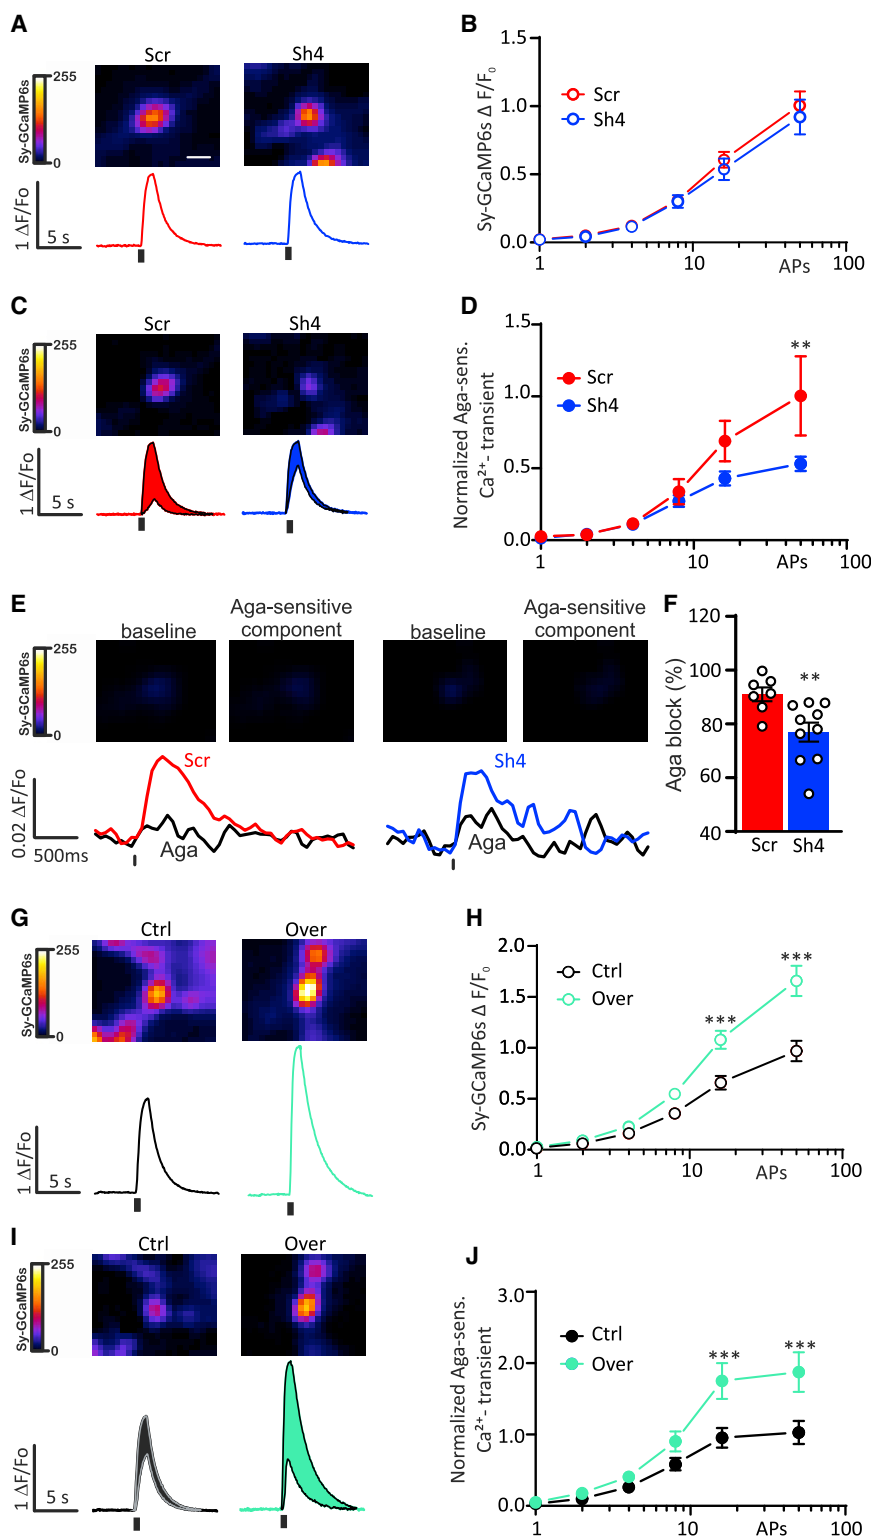 A
Scr
Sh4
255
0
Sy-GCaMP6s
1 ΔF/Fo
5 s
B
Sy-GCaMP6s Δ F/F₀
1.5
1.0
0.5
0.0
Scr
Sh4
1
10
APs
100
C
Scr
Sh4
255
0
Sy-GCaMP6s
1 ΔF/Fo
5 s
D
Normalized Aga-sens.
Ca²⁺- transient
1.5
1.0
0.5
0.0
Scr
Sh4
**
1
10
APs
100
E
baseline
Aga-sensitive
component
baseline
Aga-sensitive
component
255
0
Sy-GCaMP6s
0.02 ΔF/Fo
500ms
Scr
Aga
Sh4
Aga
F
Aga block (%)
120
100
80
60
40
**
Scr
Sh4
G
Ctrl
Over
255
0
Sy-GCaMP6s
1 ΔF/Fo
5 s
H
Sy-GCaMP6s Δ F/F₀
2.0
1.5
1.0
0.5
0.0
Ctrl
Over
***
***
1
10
APs
100
I
Ctrl
Over
255
0
Sy-GCaMP6s
1 ΔF/Fo
5 s
J
Normalized Aga-sens.
Ca²⁺- transient
3.0
2.0
1.0
0.0
Ctrl
Over
***
***
1
10
APs
100